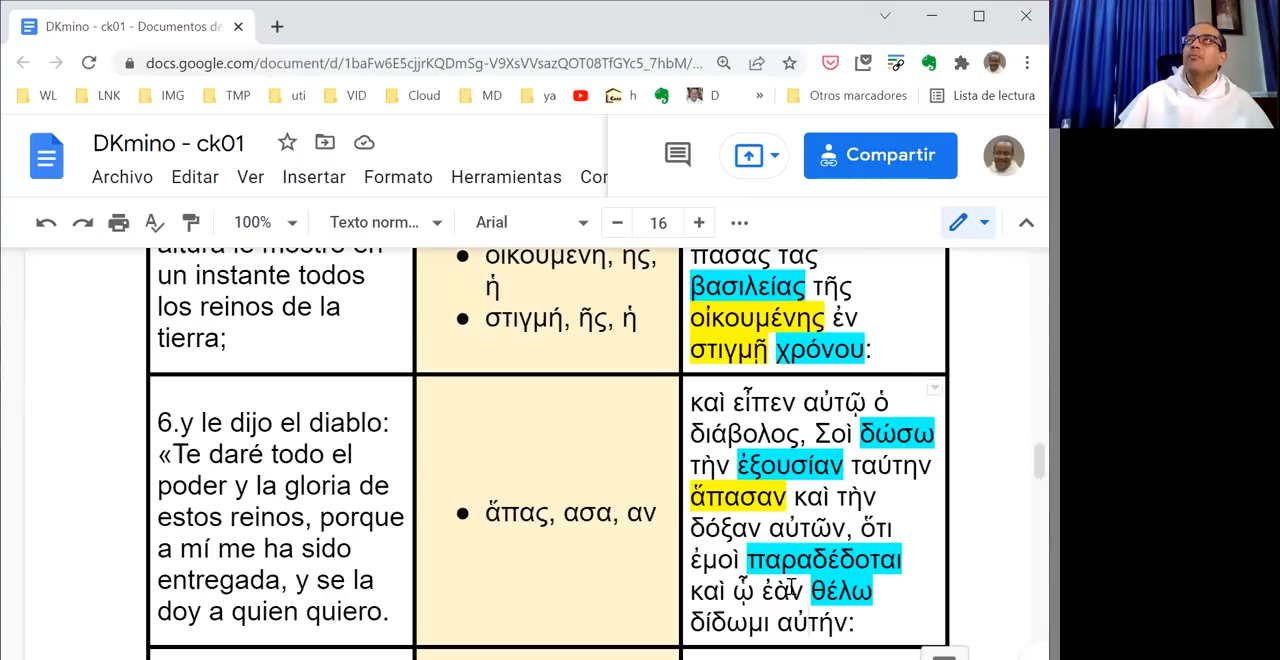 DKmino - ck01 - Documentos de
docs.google.com/document/d/1baFw6E5cjjrKQDmSg-V9XsVVsazQOT08TfGYc5_7hbM/...
WL LNK IMG TMP uti VID Cloud MD ya h D » Otros marcadores Lista de lectura
DKmino - ck01
Compartir
Archivo Editar Ver Insertar Formato Herramientas Cor
100% Texto norm... Arial 16
altura le mostró en
un instante todos
los reinos de la
tierra;
● οἰκουμένη, ης,
ἡ
● στιγμή, ῆς, ἡ
πάσας τὰς
βασιλείας τῆς
οἰκουμένης ἐν
στιγμῇ χρόνου:
6.y le dijo el diablo:
«Te daré todo el
poder y la gloria de
estos reinos, porque
a mí me ha sido
entregada, y se la
doy a quien quiero.
● ἅπας, ασα, αν
καὶ εἶπεν αὐτῷ ὁ
διάβολος, Σοὶ δώσω
τὴν ἐξουσίαν ταύτην
ἅπασαν καὶ τὴν
δόξαν αὐτῶν, ὅτι
ἐμοὶ παραδέδοται
καὶ ᾧ ἐὰν θέλω
δίδωμι αὐτήν: